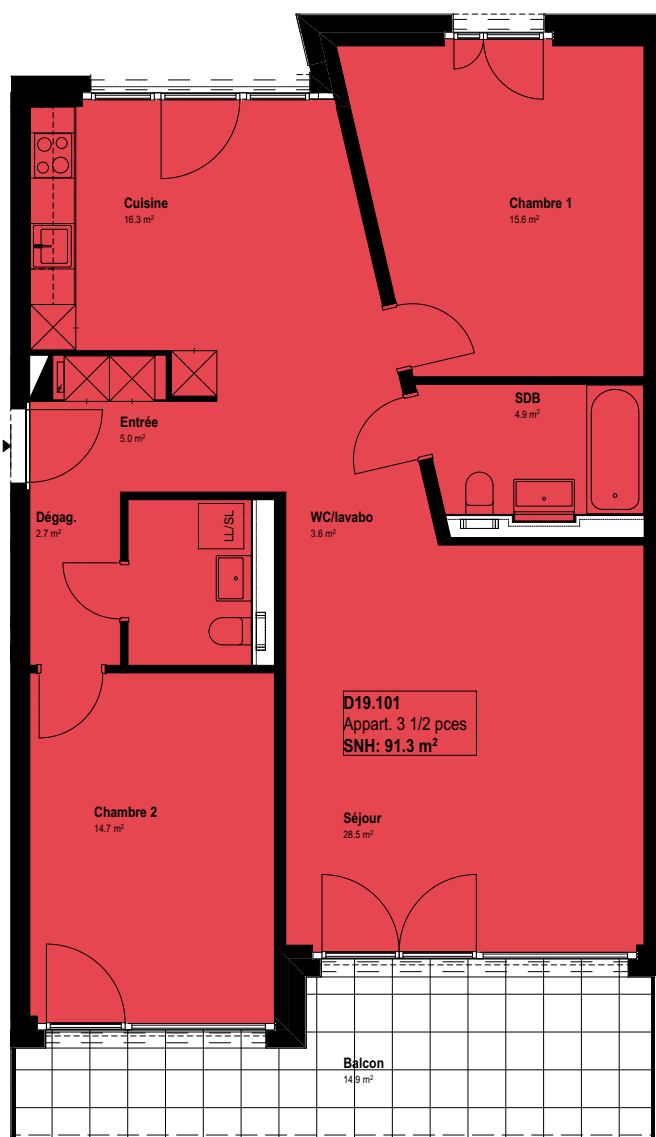 Cuisine
16.3 m²
Chambre 1
15.6 m²
SDB
4.9 m²
Entrée
5.0 m²
Dégag.
2.7 m²
LL/SL
WC/lavabo
3.6 m²
D19.101
Appart. 3 1/2 pces
SNH: 91.3 m²
Chambre 2
14.7 m²
Séjour
28.5 m²
Balcon
14.9 m²